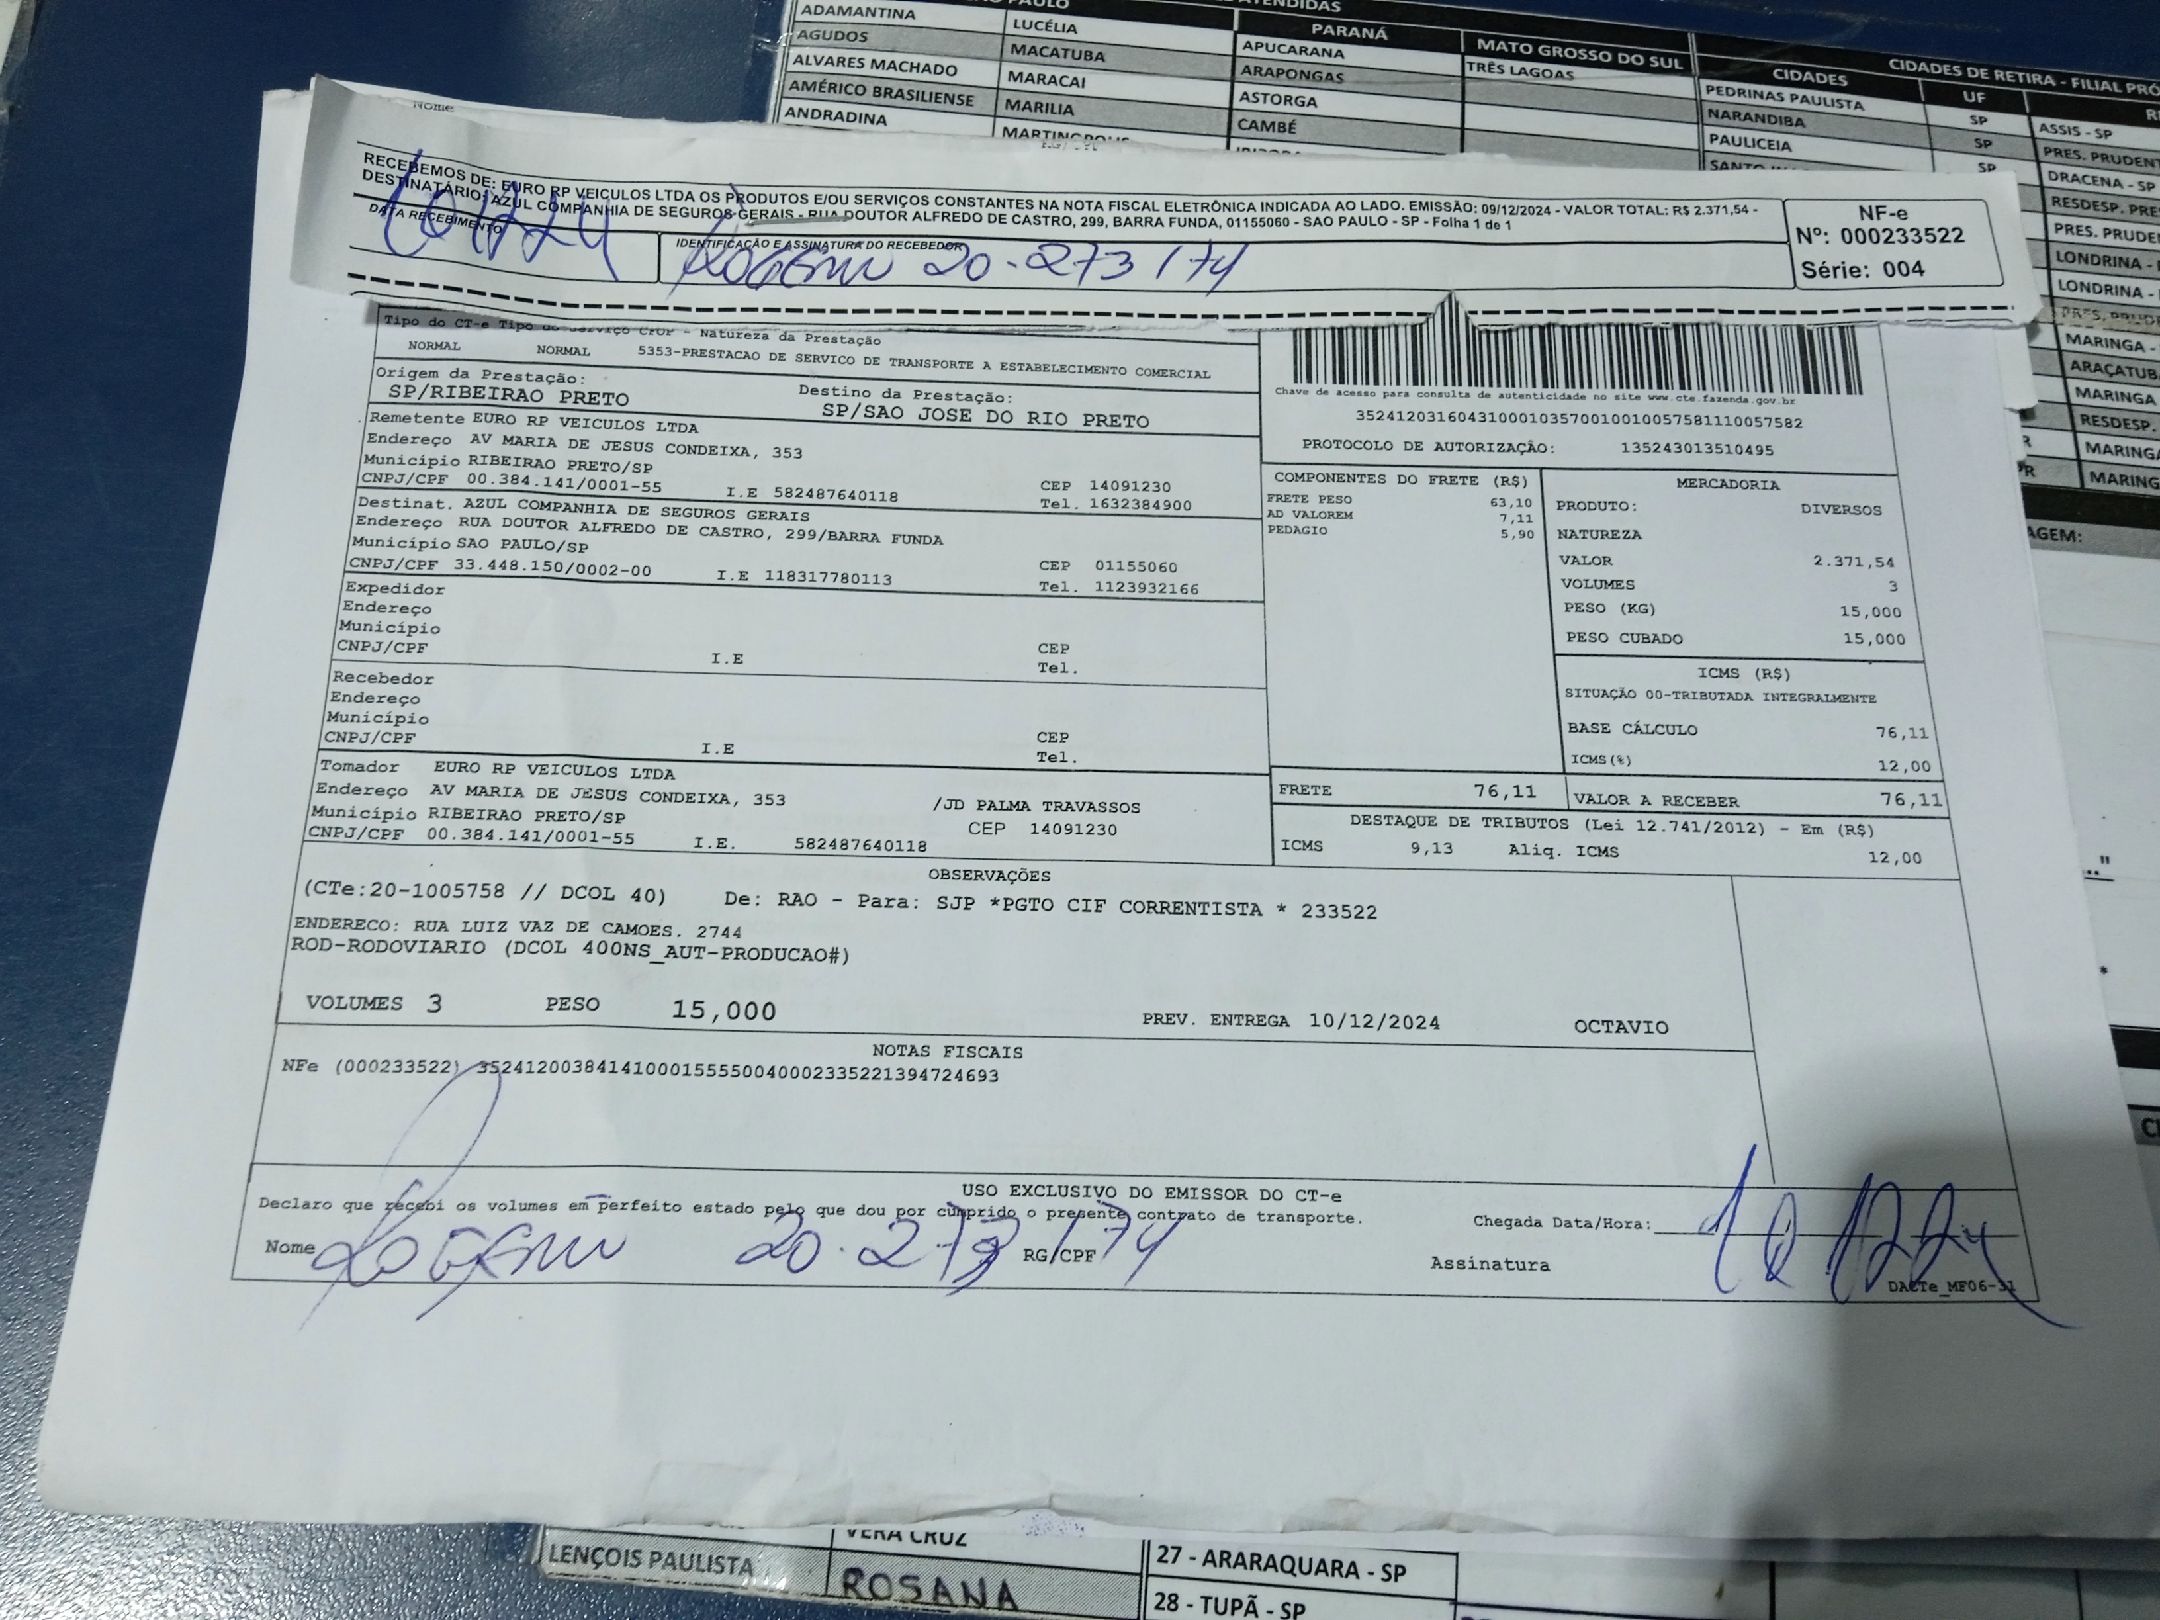 ATENDIDAS
ADAMANTINA
LUCÉLIA
PARANÁ
MATO GROSSO DO SUL
CIDADES DE RETIRA - FILIAL PRÓ
AGUDOS
MACATUBA
APUCARANA
TRÊS LAGOAS
CIDADES
UF
ALVARES MACHADO
MARACAI
ARAPONGAS
PEDRINAS PAULISTA
SP
ASSIS - SP
AMÉRICO BRASILIENSE
MARILIA
ASTORGA
NARANDIBA
SP
PRES. PRUDEN
ANDRADINA
CAMBÉ
PAULICEIA
SP
DRACENA - SP
RESDESP. PRE
PRES. PRUDE
LONDRINA -
LONDRINA -
MARINGA -
ARAÇATUB
MARINGA
RESDESP.
MARINGA
MARING
AGEM:
Nome
RECEBEMOS DE: EURO RP VEICULOS LTDA OS PRODUTOS E/OU SERVIÇOS CONSTANTES NA NOTA FISCAL ELETRÔNICA INDICADA AO LADO. EMISSÃO: 09/12/2024 - VALOR TOTAL: R$ 2.371,54 -
DESTINATÁRIO: AZUL COMPANHIA DE SEGUROS GERAIS - RUA DOUTOR ALFREDO DE CASTRO, 299, BARRA FUNDA, 01155060 - SAO PAULO - SP - Folha 1 de 1
DATA RECEBIMENTO
IDENTIFICAÇÃO E ASSINATURA DO RECEBEDOR
20.273174
NF-e
Nº: 000233522
Série: 004
Tipo do CT-e Tipo do Serviço CFOP - Natureza da Prestação
NORMAL NORMAL 5353-PRESTACAO DE SERVICO DE TRANSPORTE A ESTABELECIMENTO COMERCIAL
Origem da Prestação: Destino da Prestação:
SP/RIBEIRAO PRETO SP/SAO JOSE DO RIO PRETO
Remetente EURO RP VEICULOS LTDA
Endereço AV MARIA DE JESUS CONDEIXA, 353
Município RIBEIRAO PRETO/SP CEP 14091230
CNPJ/CPF 00.384.141/0001-55 I.E 582487640118 Tel. 1632384900
Destinat. AZUL COMPANHIA DE SEGUROS GERAIS
Endereço RUA DOUTOR ALFREDO DE CASTRO, 299/BARRA FUNDA
Município SAO PAULO/SP CEP 01155060
CNPJ/CPF 33.448.150/0002-00 I.E 118317780113 Tel. 1123932166
Expedidor
Endereço
Município CEP
CNPJ/CPF I.E Tel.
Recebedor
Endereço
Município CEP
CNPJ/CPF I.E Tel.
Tomador EURO RP VEICULOS LTDA
Endereço AV MARIA DE JESUS CONDEIXA, 353 /JD PALMA TRAVASSOS
Município RIBEIRAO PRETO/SP CEP 14091230
CNPJ/CPF 00.384.141/0001-55 I.E. 582487640118
Chave de acesso para consulta de autenticidade no site www.cte.fazenda.gov.br
35241203160431000103570010010057581110057582
PROTOCOLO DE AUTORIZAÇÃO: 135243013510495
COMPONENTES DO FRETE (R$)
FRETE PESO 63,10
AD VALOREM 7,11
PEDAGIO 5,90
MERCADORIA
PRODUTO: DIVERSOS
NATUREZA
VALOR 2.371,54
VOLUMES 3
PESO (KG) 15,000
PESO CUBADO 15,000
ICMS (R$)
SITUAÇÃO 00-TRIBUTADA INTEGRALMENTE
BASE CÁLCULO 76,11
ICMS(%) 12,00
FRETE 76,11 VALOR A RECEBER 76,11
DESTAQUE DE TRIBUTOS (Lei 12.741/2012) - Em (R$)
ICMS 9,13 Aliq. ICMS 12,00
OBSERVAÇÕES
(CTe:20-1005758 // DCOL 40) De: RAO - Para: SJP *PGTO CIF CORRENTISTA * 233522
ENDERECO: RUA LUIZ VAZ DE CAMOES. 2744
ROD-RODOVIARIO (DCOL 400NS_AUT-PRODUCAO#)
VOLUMES 3 PESO 15,000 PREV. ENTREGA 10/12/2024 OCTAVIO
NOTAS FISCAIS
NFe (000233522) 35241200384141000155550040002335221394724693
USO EXCLUSIVO DO EMISSOR DO CT-e
Declaro que recebi os volumes em perfeito estado pelo que dou por cumprido o presente contrato de transporte.
Chegada Data/Hora: 10 12 24
Nome 20.273174 RG/CPF Assinatura
DACTe_MF06-31
VERA CRUZ
LENÇOIS PAULISTA
ROSANA
27 - ARARAQUARA - SP
28 - TUPÃ - SP